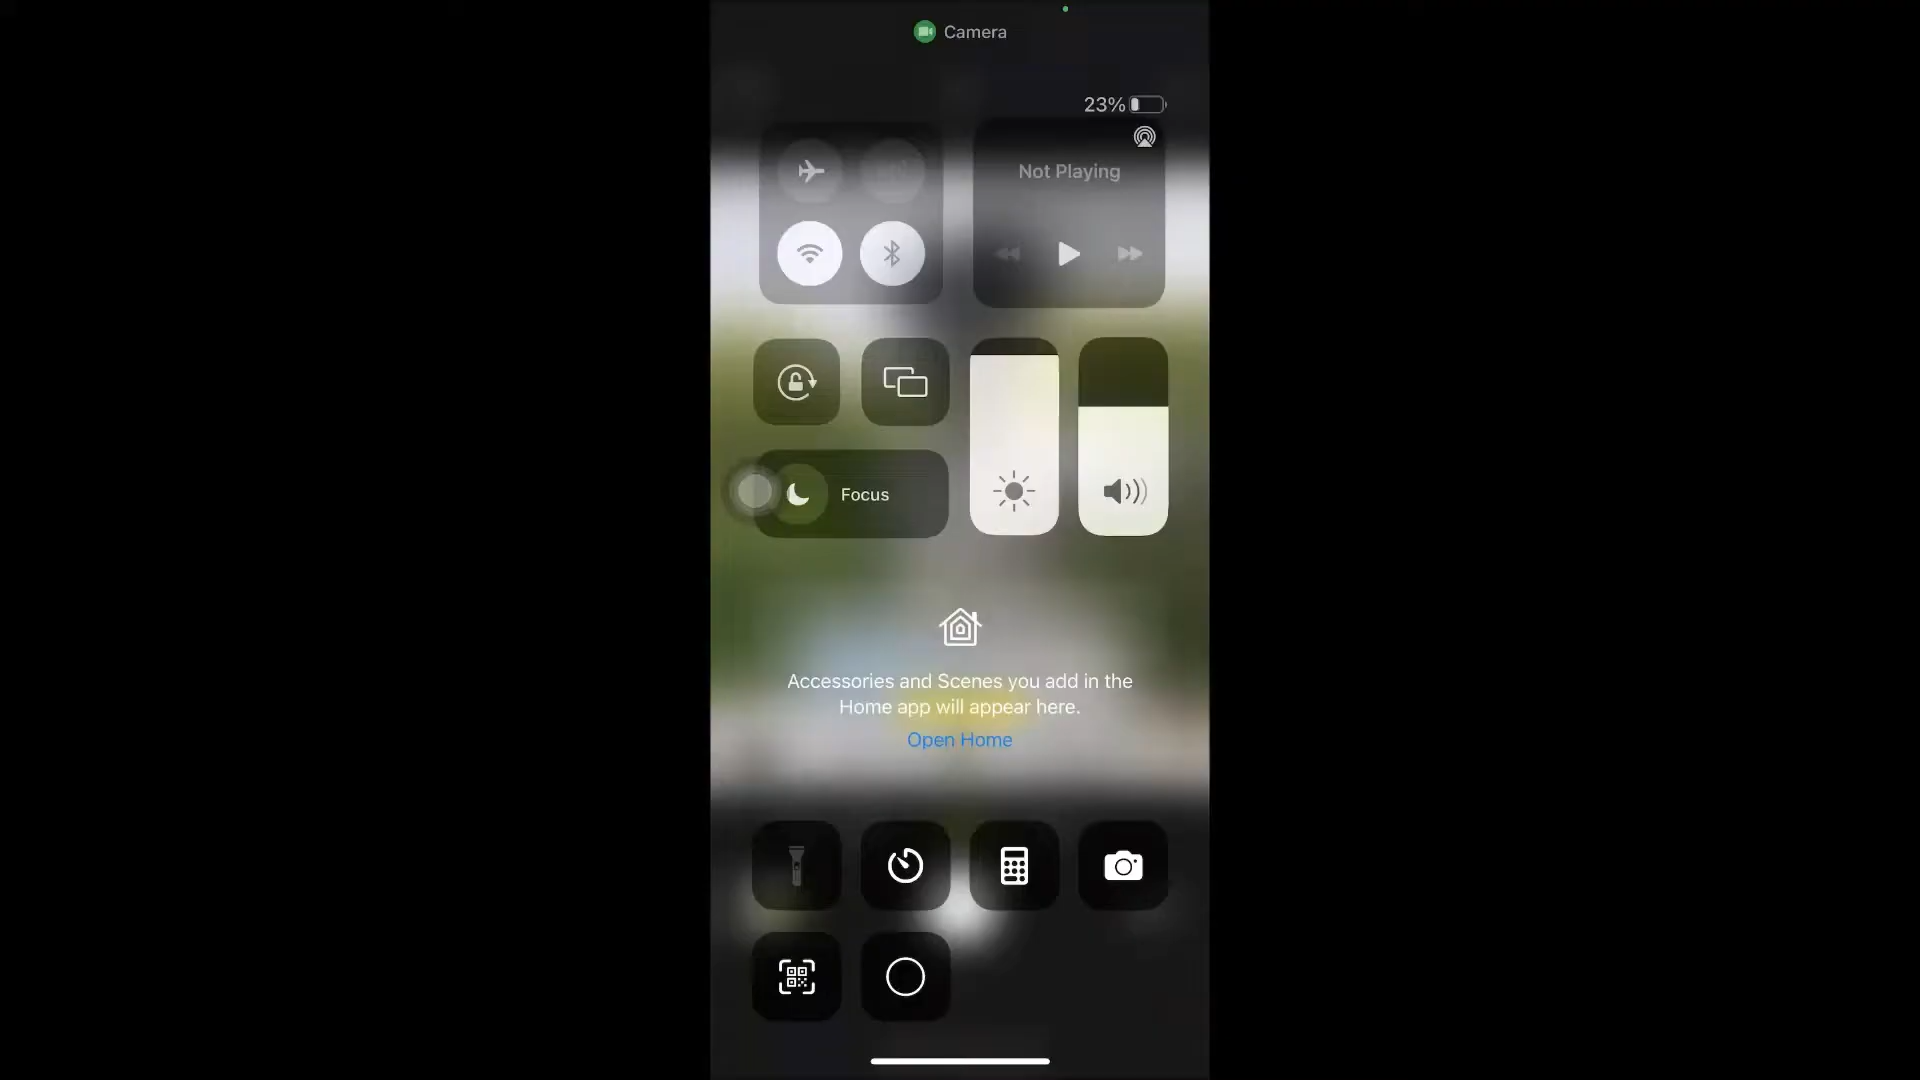 Camera
23%
Not Playing
Focus
Accessories and Scenes you add in the
Home app will appear here.
Open Home